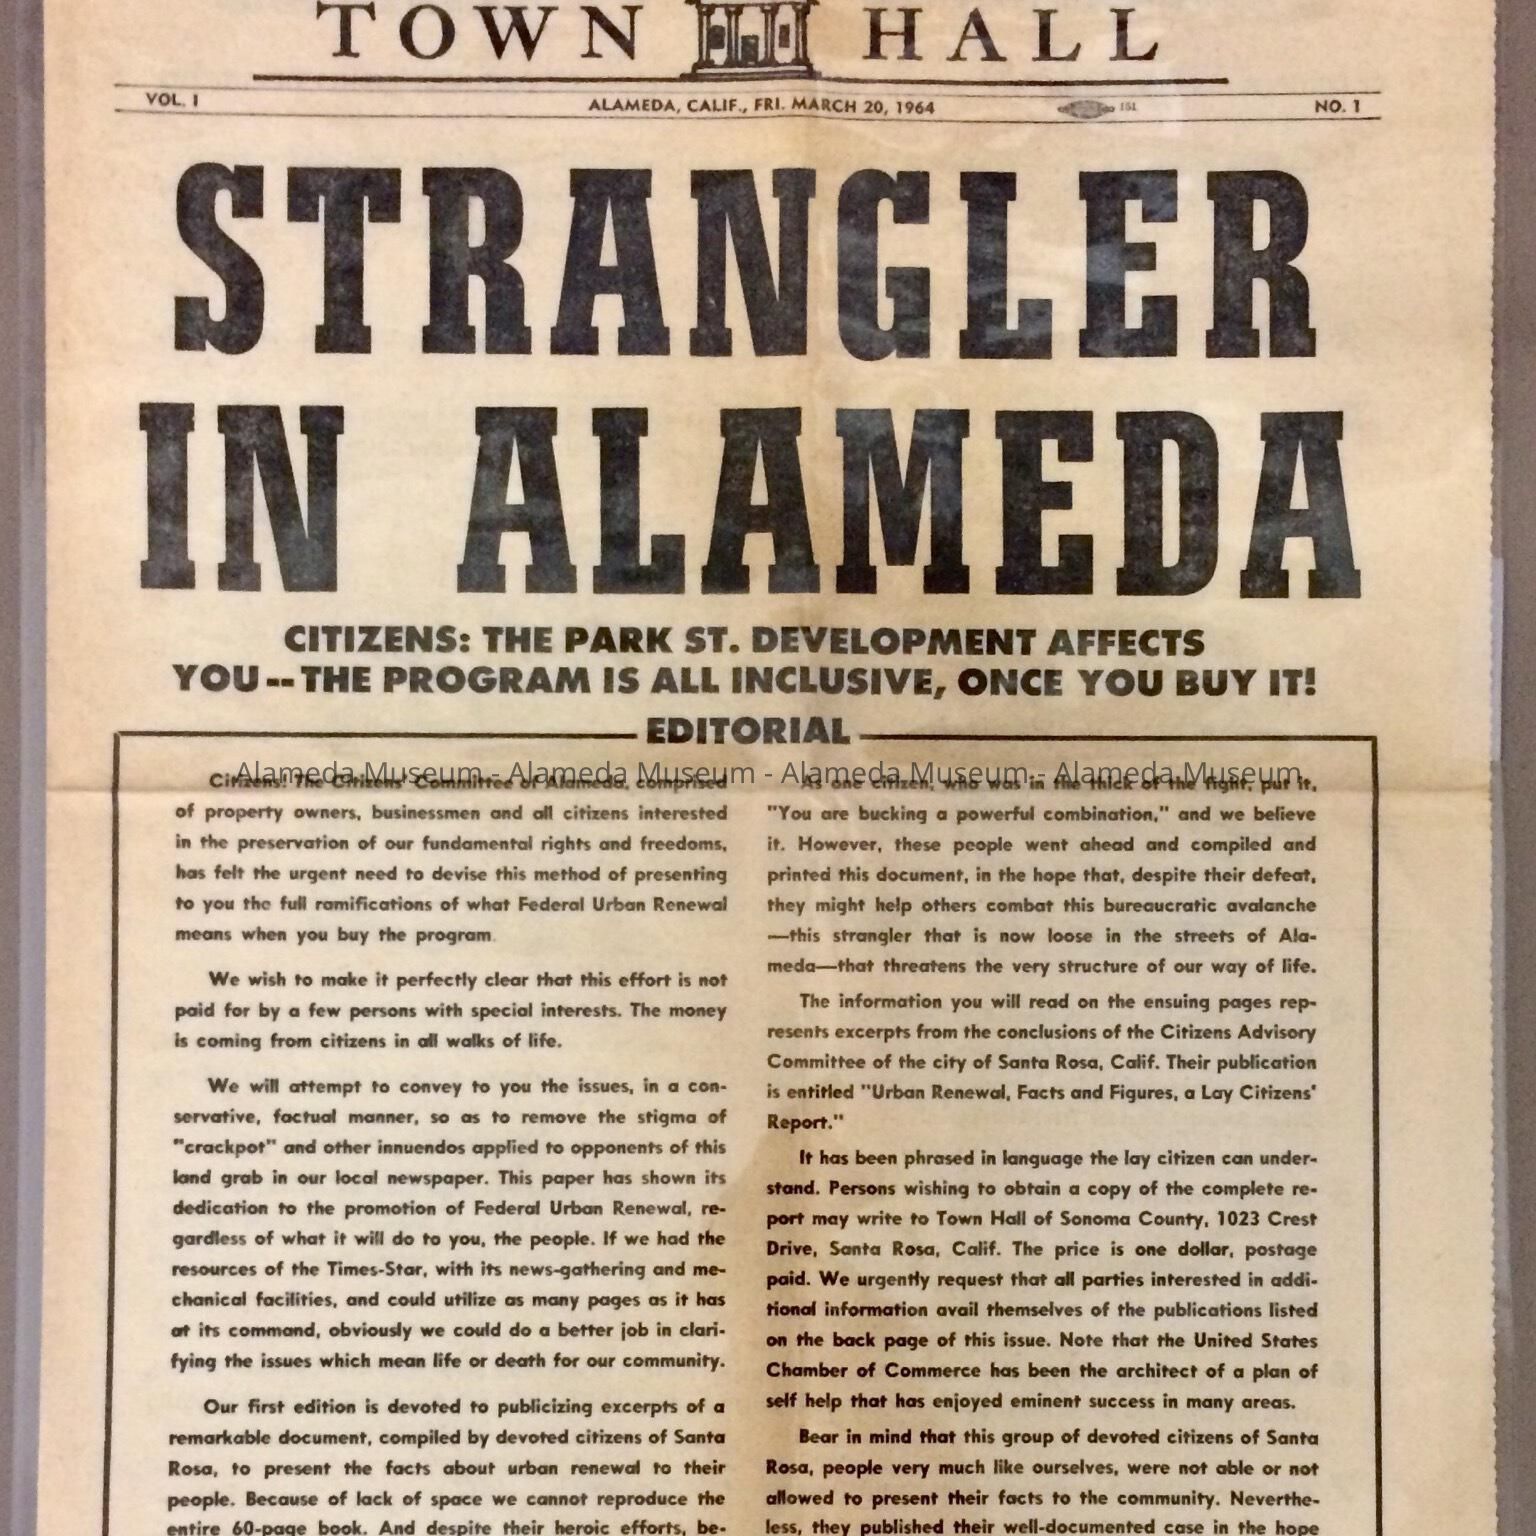 TOWN HALL
VOL. 1 ALAMEDA, CALIF., FRI. MARCH 20, 1964 151 NO. 1
STRANGLER
IN ALAMEDA
CITIZENS: THE PARK ST. DEVELOPMENT AFFECTS
YOU--THE PROGRAM IS ALL INCLUSIVE, ONCE YOU BUY IT!
EDITORIAL
Alameda Museum - Alameda Museum - Alameda Museum - Alameda Museum
Citizens! The Citizens' Committee of Alameda, comprised
of property owners, businessmen and all citizens interested
in the preservation of our fundamental rights and freedoms,
has felt the urgent need to devise this method of presenting
to you the full ramifications of what Federal Urban Renewal
means when you buy the program.
We wish to make it perfectly clear that this effort is not
paid for by a few persons with special interests. The money
is coming from citizens in all walks of life.
We will attempt to convey to you the issues, in a con-
servative, factual manner, so as to remove the stigma of
"crackpot" and other innuendos applied to opponents of this
land grab in our local newspaper. This paper has shown its
dedication to the promotion of Federal Urban Renewal, re-
gardless of what it will do to you, the people. If we had the
resources of the Times-Star, with its news-gathering and me-
chanical facilities, and could utilize as many pages as it has
at its command, obviously we could do a better job in clari-
fying the issues which mean life or death for our community.
Our first edition is devoted to publicizing excerpts of a
remarkable document, compiled by devoted citizens of Santa
Rosa, to present the facts about urban renewal to their
people. Because of lack of space we cannot reproduce the
entire 60-page book. And despite their heroic efforts, be-
As one citizen, who was in the thick of the fight, put it,
"You are bucking a powerful combination," and we believe
it. However, these people went ahead and compiled and
printed this document, in the hope that, despite their defeat,
they might help others combat this bureaucratic avalanche
—this strangler that is now loose in the streets of Ala-
meda—that threatens the very structure of our way of life.
The information you will read on the ensuing pages rep-
resents excerpts from the conclusions of the Citizens Advisory
Committee of the city of Santa Rosa, Calif. Their publication
is entitled "Urban Renewal, Facts and Figures, a Lay Citizens'
Report."
It has been phrased in language the lay citizen can under-
stand. Persons wishing to obtain a copy of the complete re-
port may write to Town Hall of Sonoma County, 1023 Crest
Drive, Santa Rosa, Calif. The price is one dollar, postage
paid. We urgently request that all parties interested in addi-
tional information avail themselves of the publications listed
on the back page of this issue. Note that the United States
Chamber of Commerce has been the architect of a plan of
self help that has enjoyed eminent success in many areas.
Bear in mind that this group of devoted citizens of Santa
Rosa, people very much like ourselves, were not able or not
allowed to present their facts to the community. Neverthe-
less, they published their well-documented case in the hope